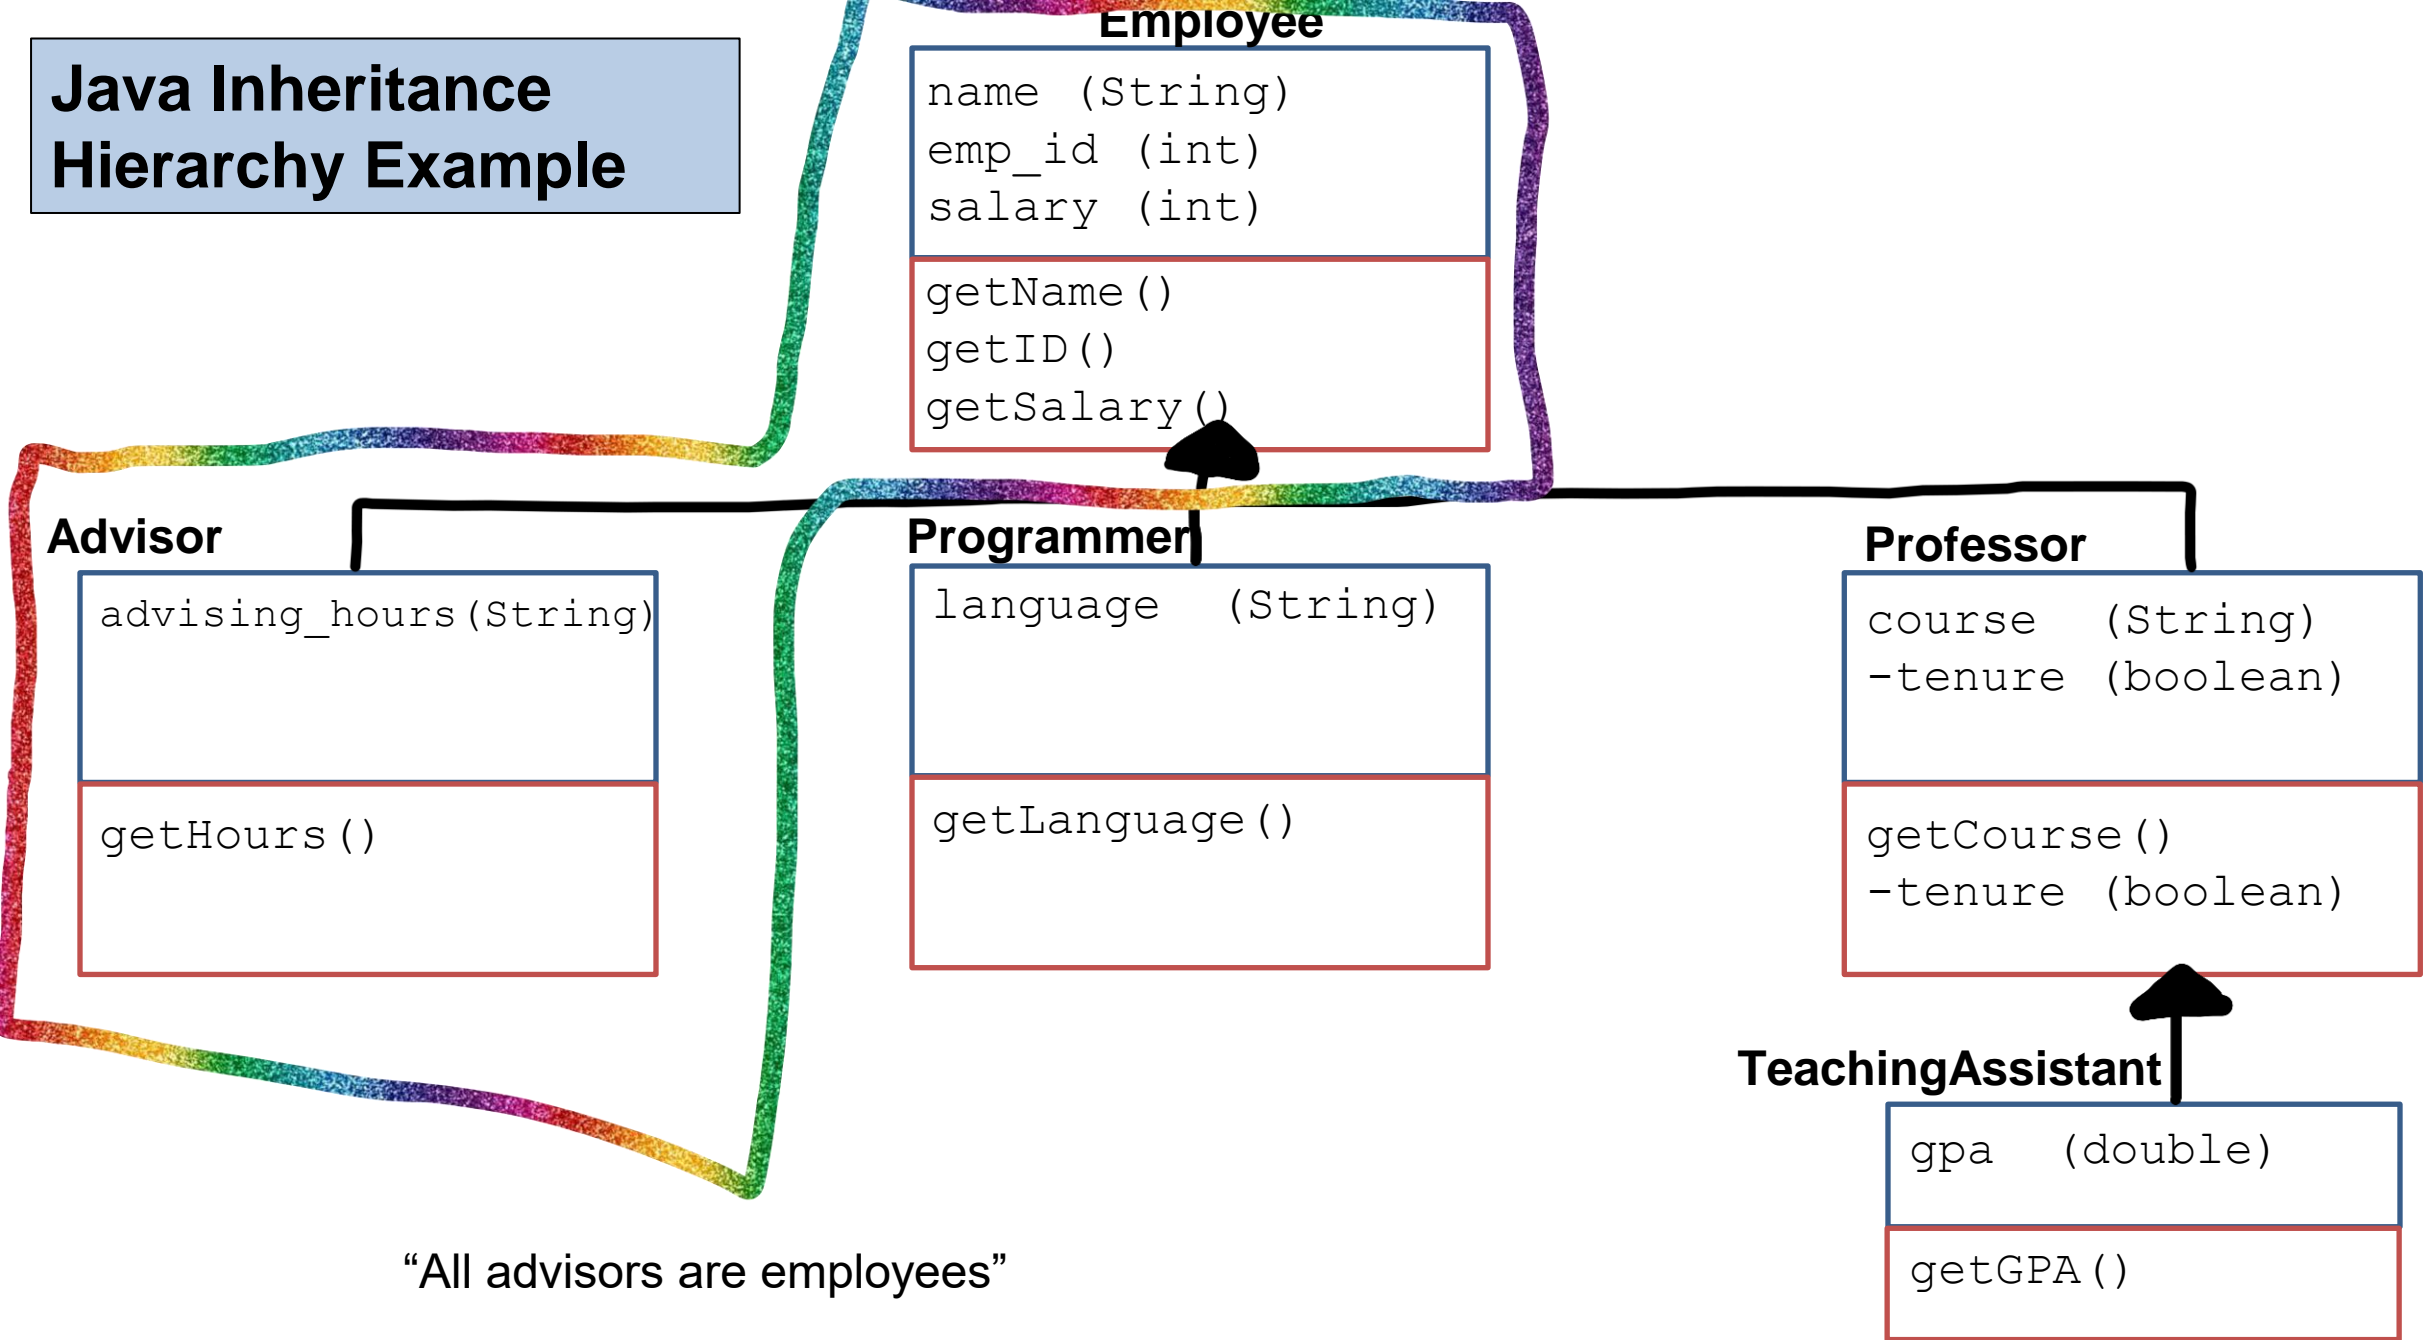 Java Inheritance
Hierarchy Example
Employee
name (String)
emp_id (int)
salary (int)
getName()
getID()
getSalary()
Advisor
advising_hours(String)
getHours()
Programmer
language (String)
getLanguage()
Professor
course (String)
-tenure (boolean)
getCourse()
-tenure (boolean)
TeachingAssistant
gpa (double)
getGPA()
“All advisors are employees”